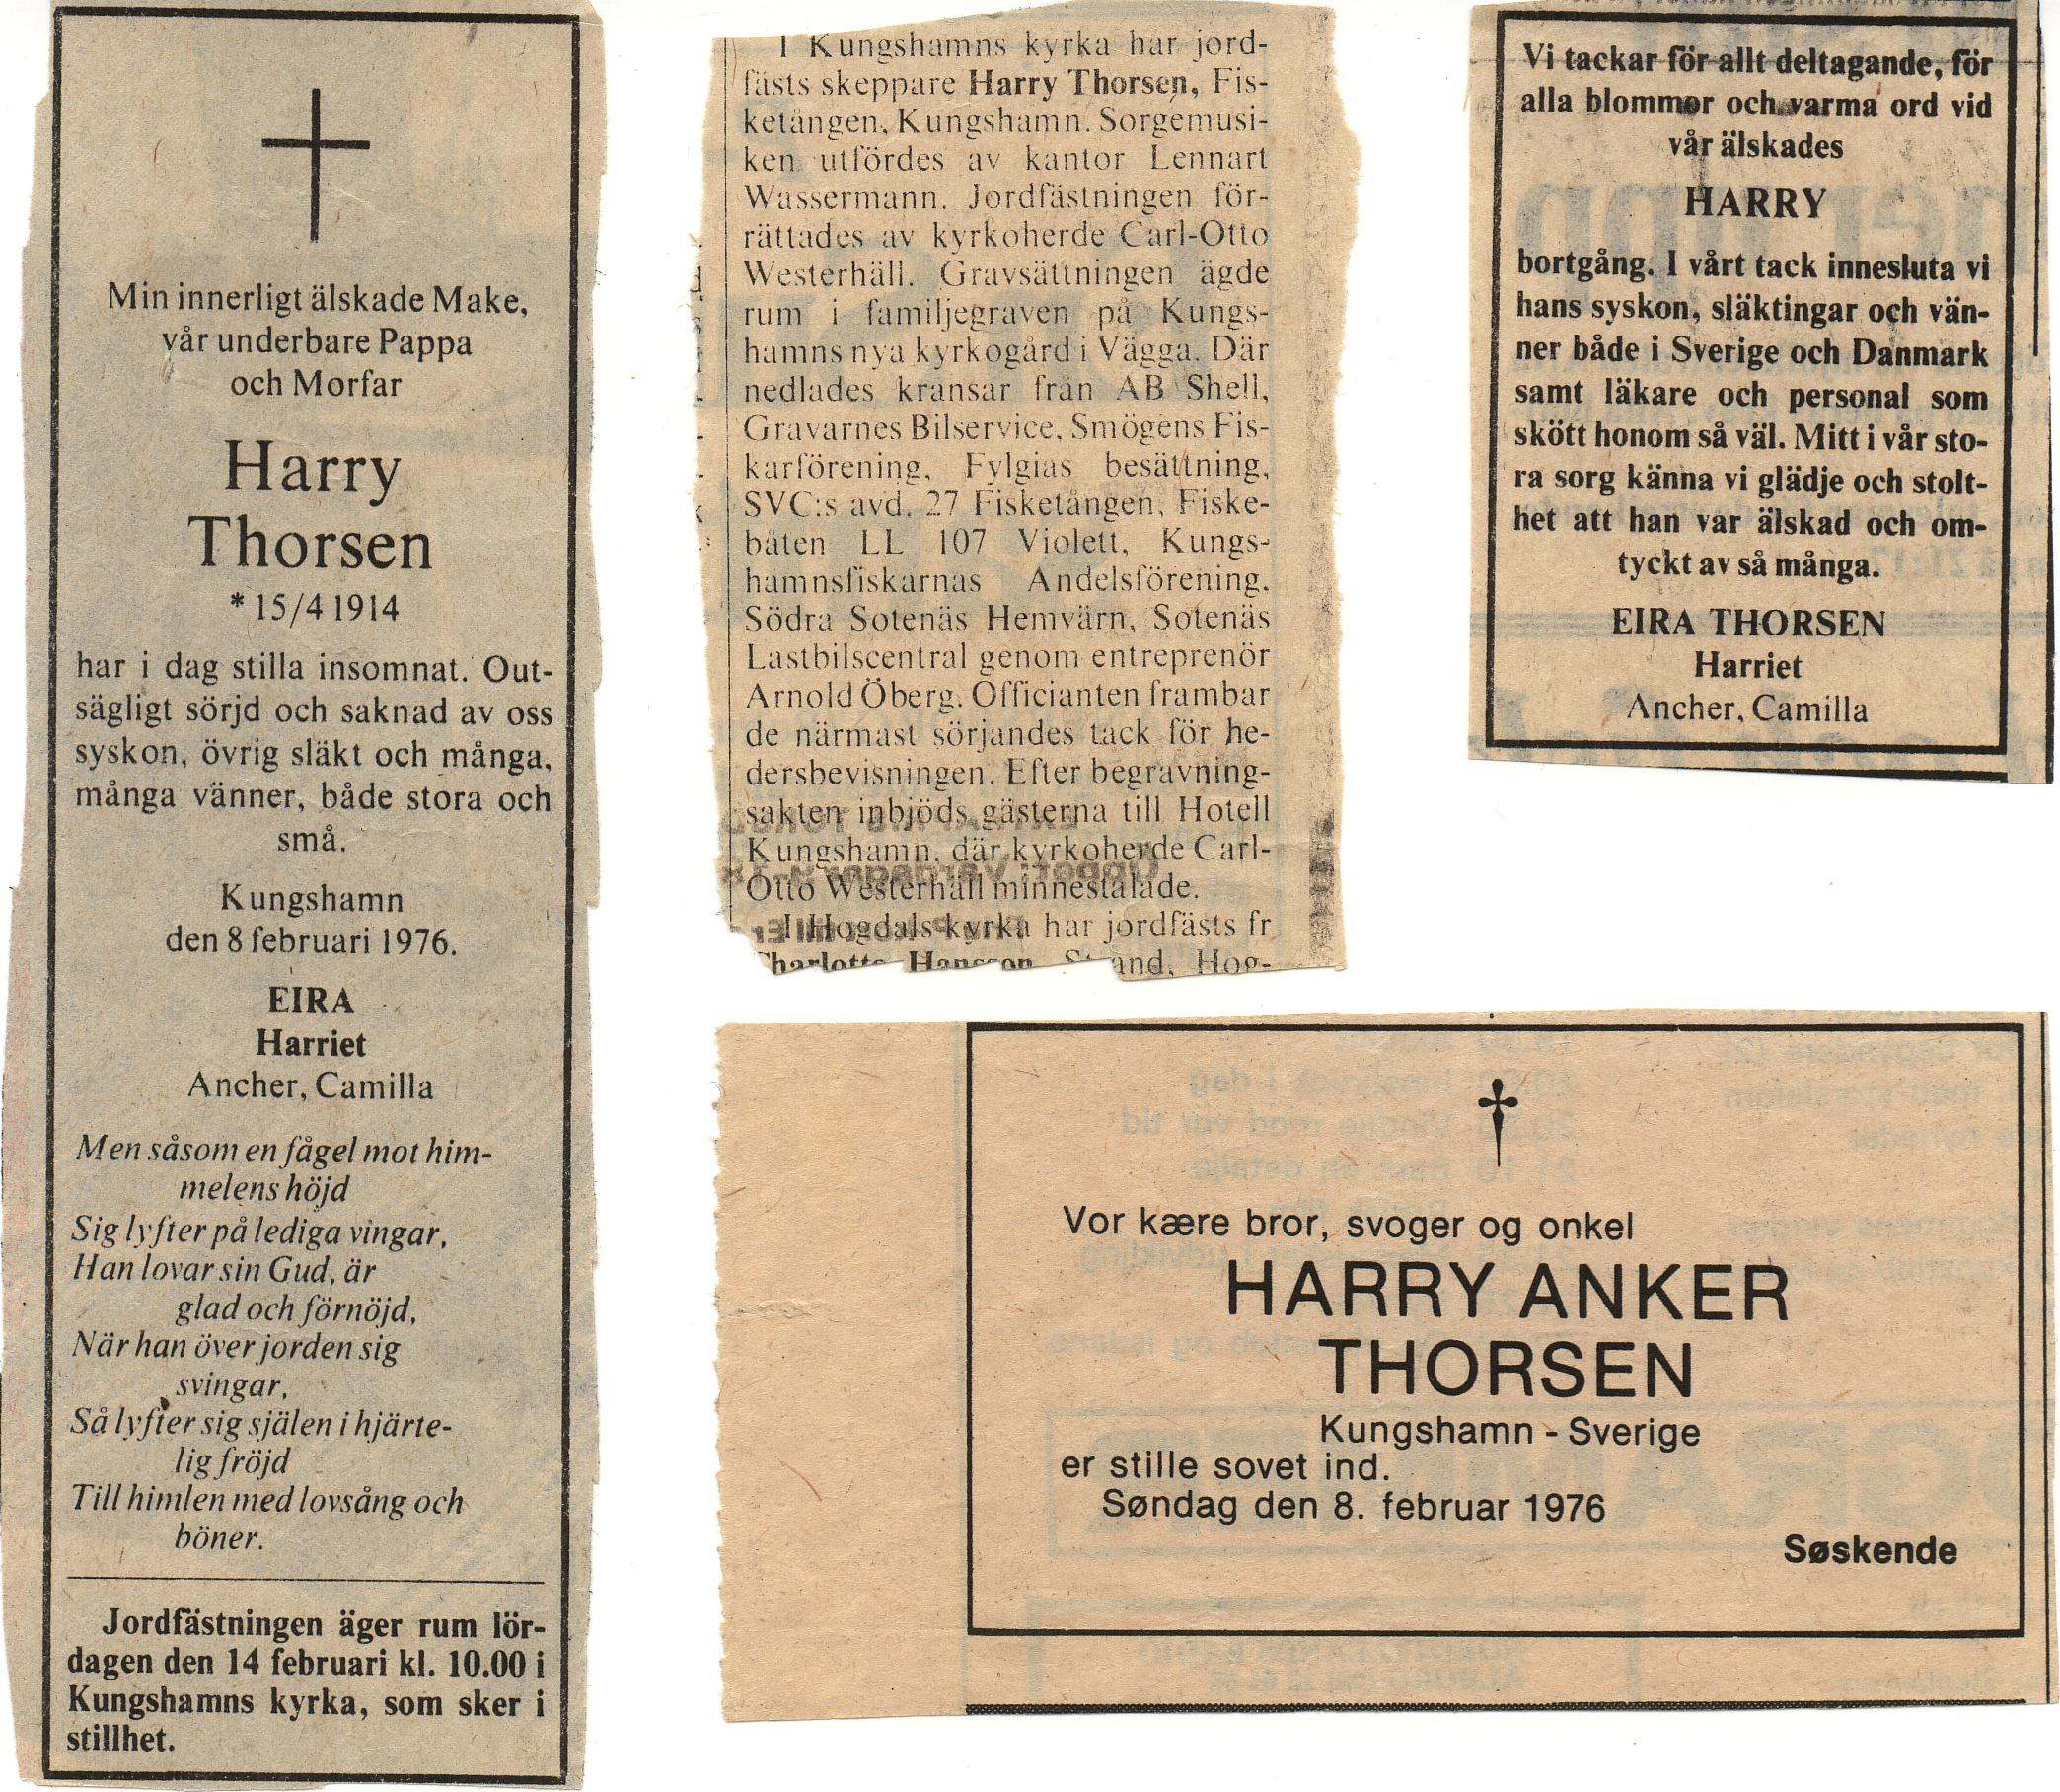 Min innerligt älskade Make,
vår underbare Pappa
och Morfar
Harry
Thorsen
* 15/4 1914
har i dag stilla insomnat. Out-
sägligt sörjd och saknad av oss
syskon, övrig släkt och många,
många vänner, både stora och
små.
Kungshamn
den 8 februari 1976.
EIRA
Harriet
Ancher, Camilla
Men såsom en fågel mot him-
melens höjd
Sig lyfter på lediga vingar,
Han lovar sin Gud, är
glad och förnöjd,
När han över jorden sig
svingar,
Så lyfter sig själen i hjärte-
lig fröjd
Till himlen med lovsång och
böner.
Jordfästningen äger rum lör-
dagen den 14 februari kl. 10.00 i
Kungshamns kyrka, som sker i
stillhet.
I Kungshamns kyrka har jord-
fästs skeppare Harry Thorsen, Fis-
ketången, Kungshamn. Sorgemusi-
ken utfördes av kantor Lennart
Wassermann. Jordfästningen för-
rättades av kyrkoherde Carl-Otto
Westerhäll. Gravsättningen ägde
rum i familjegraven på Kungs-
hamns nya kyrkogård i Vägga. Där
nedlades kransar från AB Shell,
Gravarnes Bilservice, Smögens Fis-
karförening, Fylgias besättning,
SVC:s avd. 27 Fisketången, Fiske-
båten LL 107 Violett, Kungs-
hamnsfiskarnas Andelsförening,
Södra Sotenäs Hemvärn, Sotenäs
Lastbilscentral genom entreprenör
Arnold Öberg. Officianten frambar
de närmast sörjandes tack för he-
dersbevisningen. Efter begravning-
sakten inbjöds gästerna till Hotell
Kungshamn, där kyrkoherde Carl-
Otto Westerhäll minnestalade.
I Hogdals kyrka har jordfästs fr
Charlotte Hansson, Strand, Hog-
Vi tackar för allt deltagande, för
alla blommor och varma ord vid
vår älskades
HARRY
bortgång. I vårt tack innesluta vi
hans syskon, släktingar och vän-
ner både i Sverige och Danmark
samt läkare och personal som
skött honom så väl. Mitt i vår sto-
ra sorg känna vi glädje och stolt-
het att han var älskad och om-
tyckt av så många.
EIRA THORSEN
Harriet
Ancher, Camilla
Vor kære bror, svoger og onkel
HARRY ANKER
THORSEN
Kungshamn - Sverige
er stille sovet ind.
Søndag den 8. februar 1976
Søskende